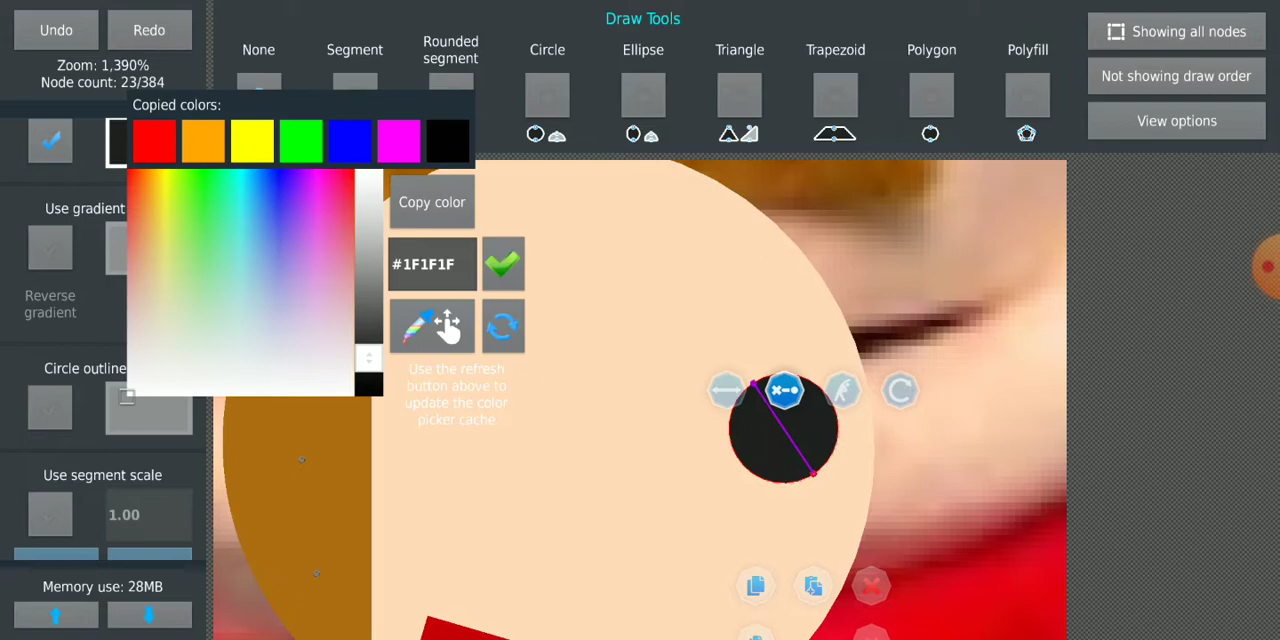 Draw Tools
Undo
Redo
Zoom: 1,390%
Node count: 23/384
None
Segment
Rounded
segment
Circle
Ellipse
Triangle
Trapezoid
Polygon
Polyfill
Showing all nodes
Not showing draw order
View options
Copied colors:
Use gradient
Copy color
#1F1F1F
Reverse
gradient
Circle outline
Use the refresh
button above to
update the color
picker cache
Use segment scale
1.00
Memory use: 28MB